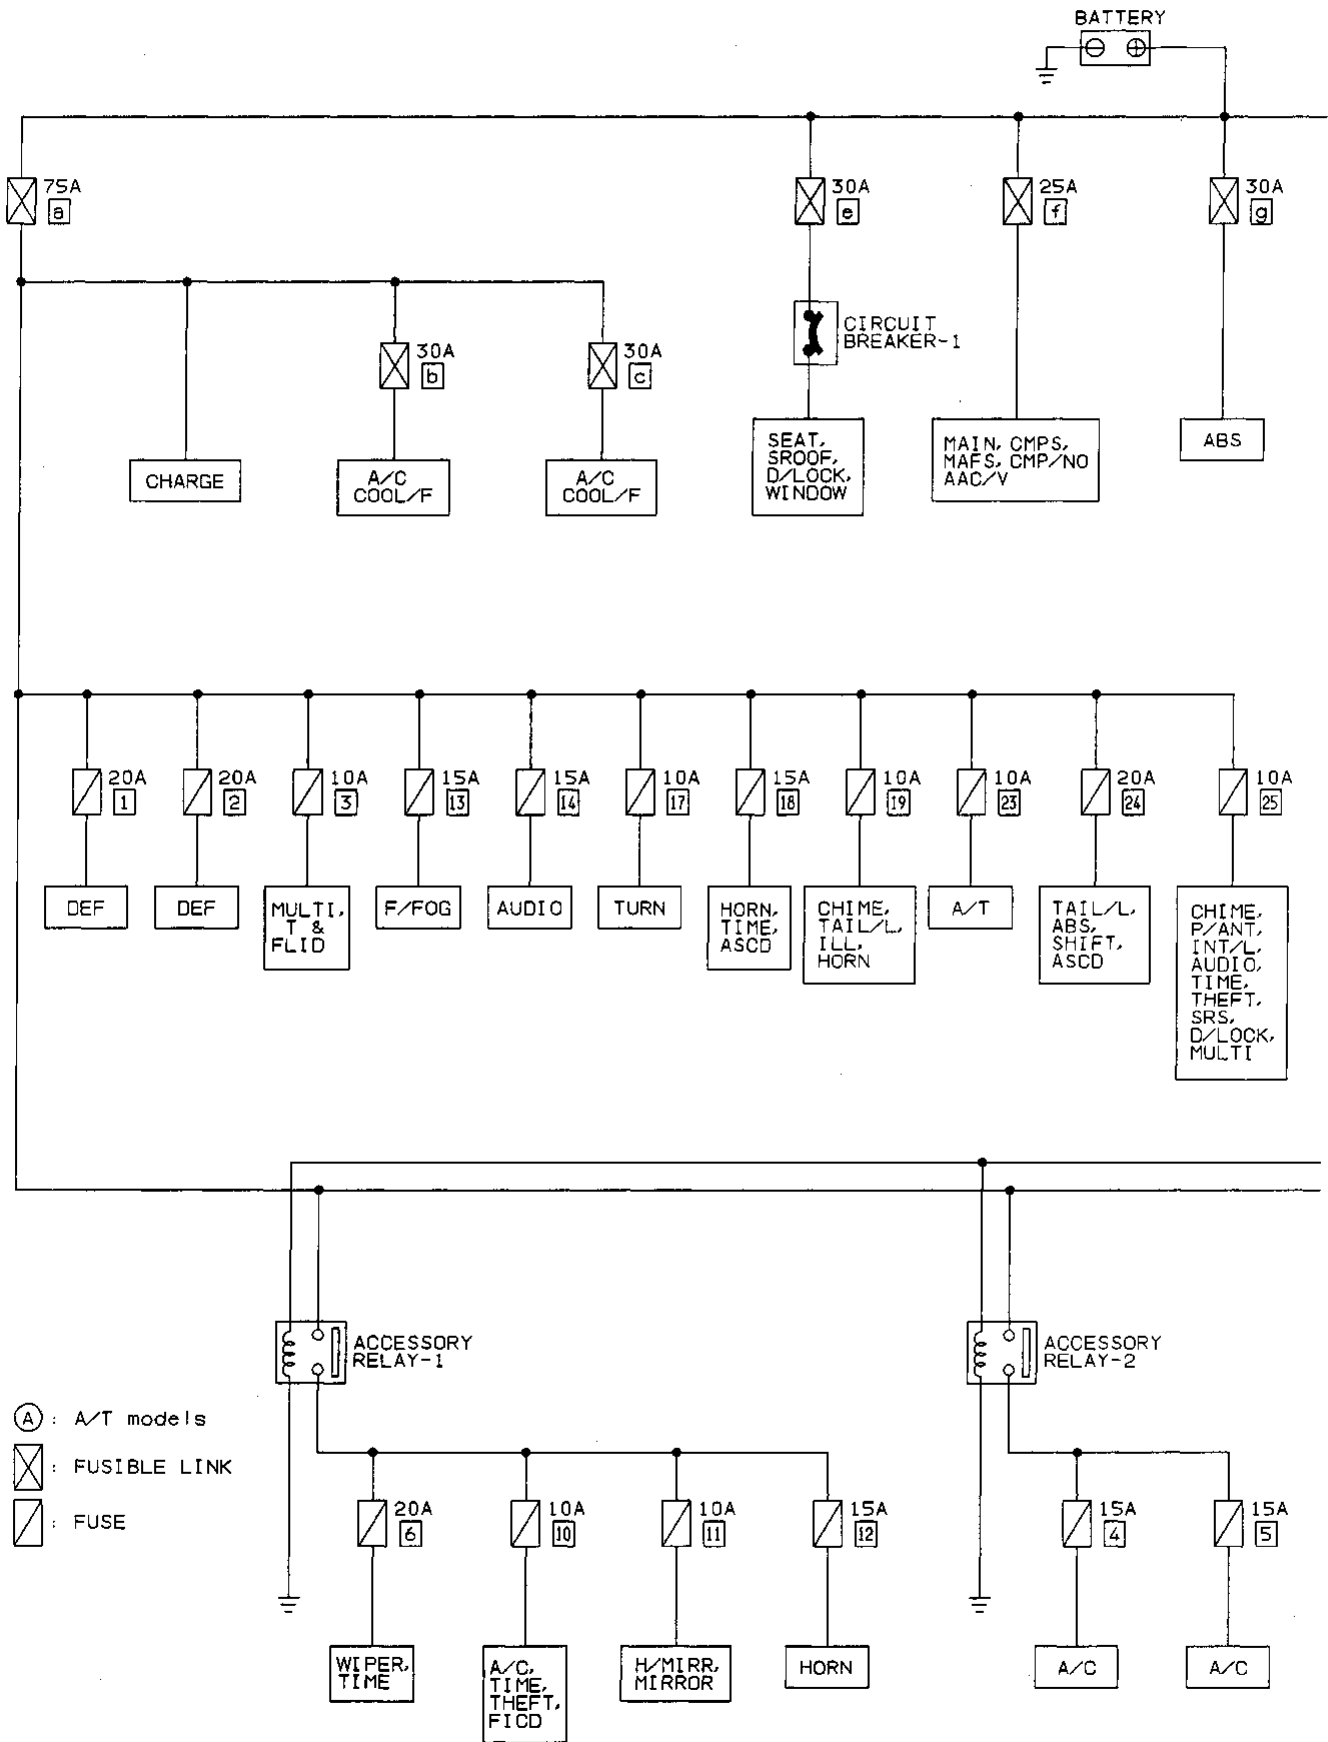 BATTERY
75A
a
30A
e
25A
f
30A
g
CIRCUIT
BREAKER-1
30A
b
30A
c
CHARGE
A/C
COOL/F
A/C
COOL/F
SEAT,
SROOF,
D/LOCK,
WINDOW
MAIN, CMPS,
MAFS, CMP/NO
AAC/V
ABS
20A
1
20A
2
10A
3
15A
13
15A
14
10A
17
15A
18
10A
19
10A
23
20A
24
10A
25
DEF
DEF
MULTI,
T &
FLID
F/FOG
AUDIO
TURN
HORN,
TIME,
ASCD
CHIME,
TAIL/L,
ILL,
HORN
A/T
TAIL/L,
ABS,
SHIFT,
ASCD
CHIME,
P/ANT,
INT/L,
AUDIO,
TIME,
THEFT,
SRS,
D/LOCK,
MULTI
ACCESSORY
RELAY-1
ACCESSORY
RELAY-2
A : A/T models
: FUSIBLE LINK
: FUSE
20A
6
10A
10
10A
11
15A
12
15A
4
15A
5
WIPER,
TIME
A/C,
TIME,
THEFT,
FICD
H/MIRR,
MIRROR
HORN
A/C
A/C